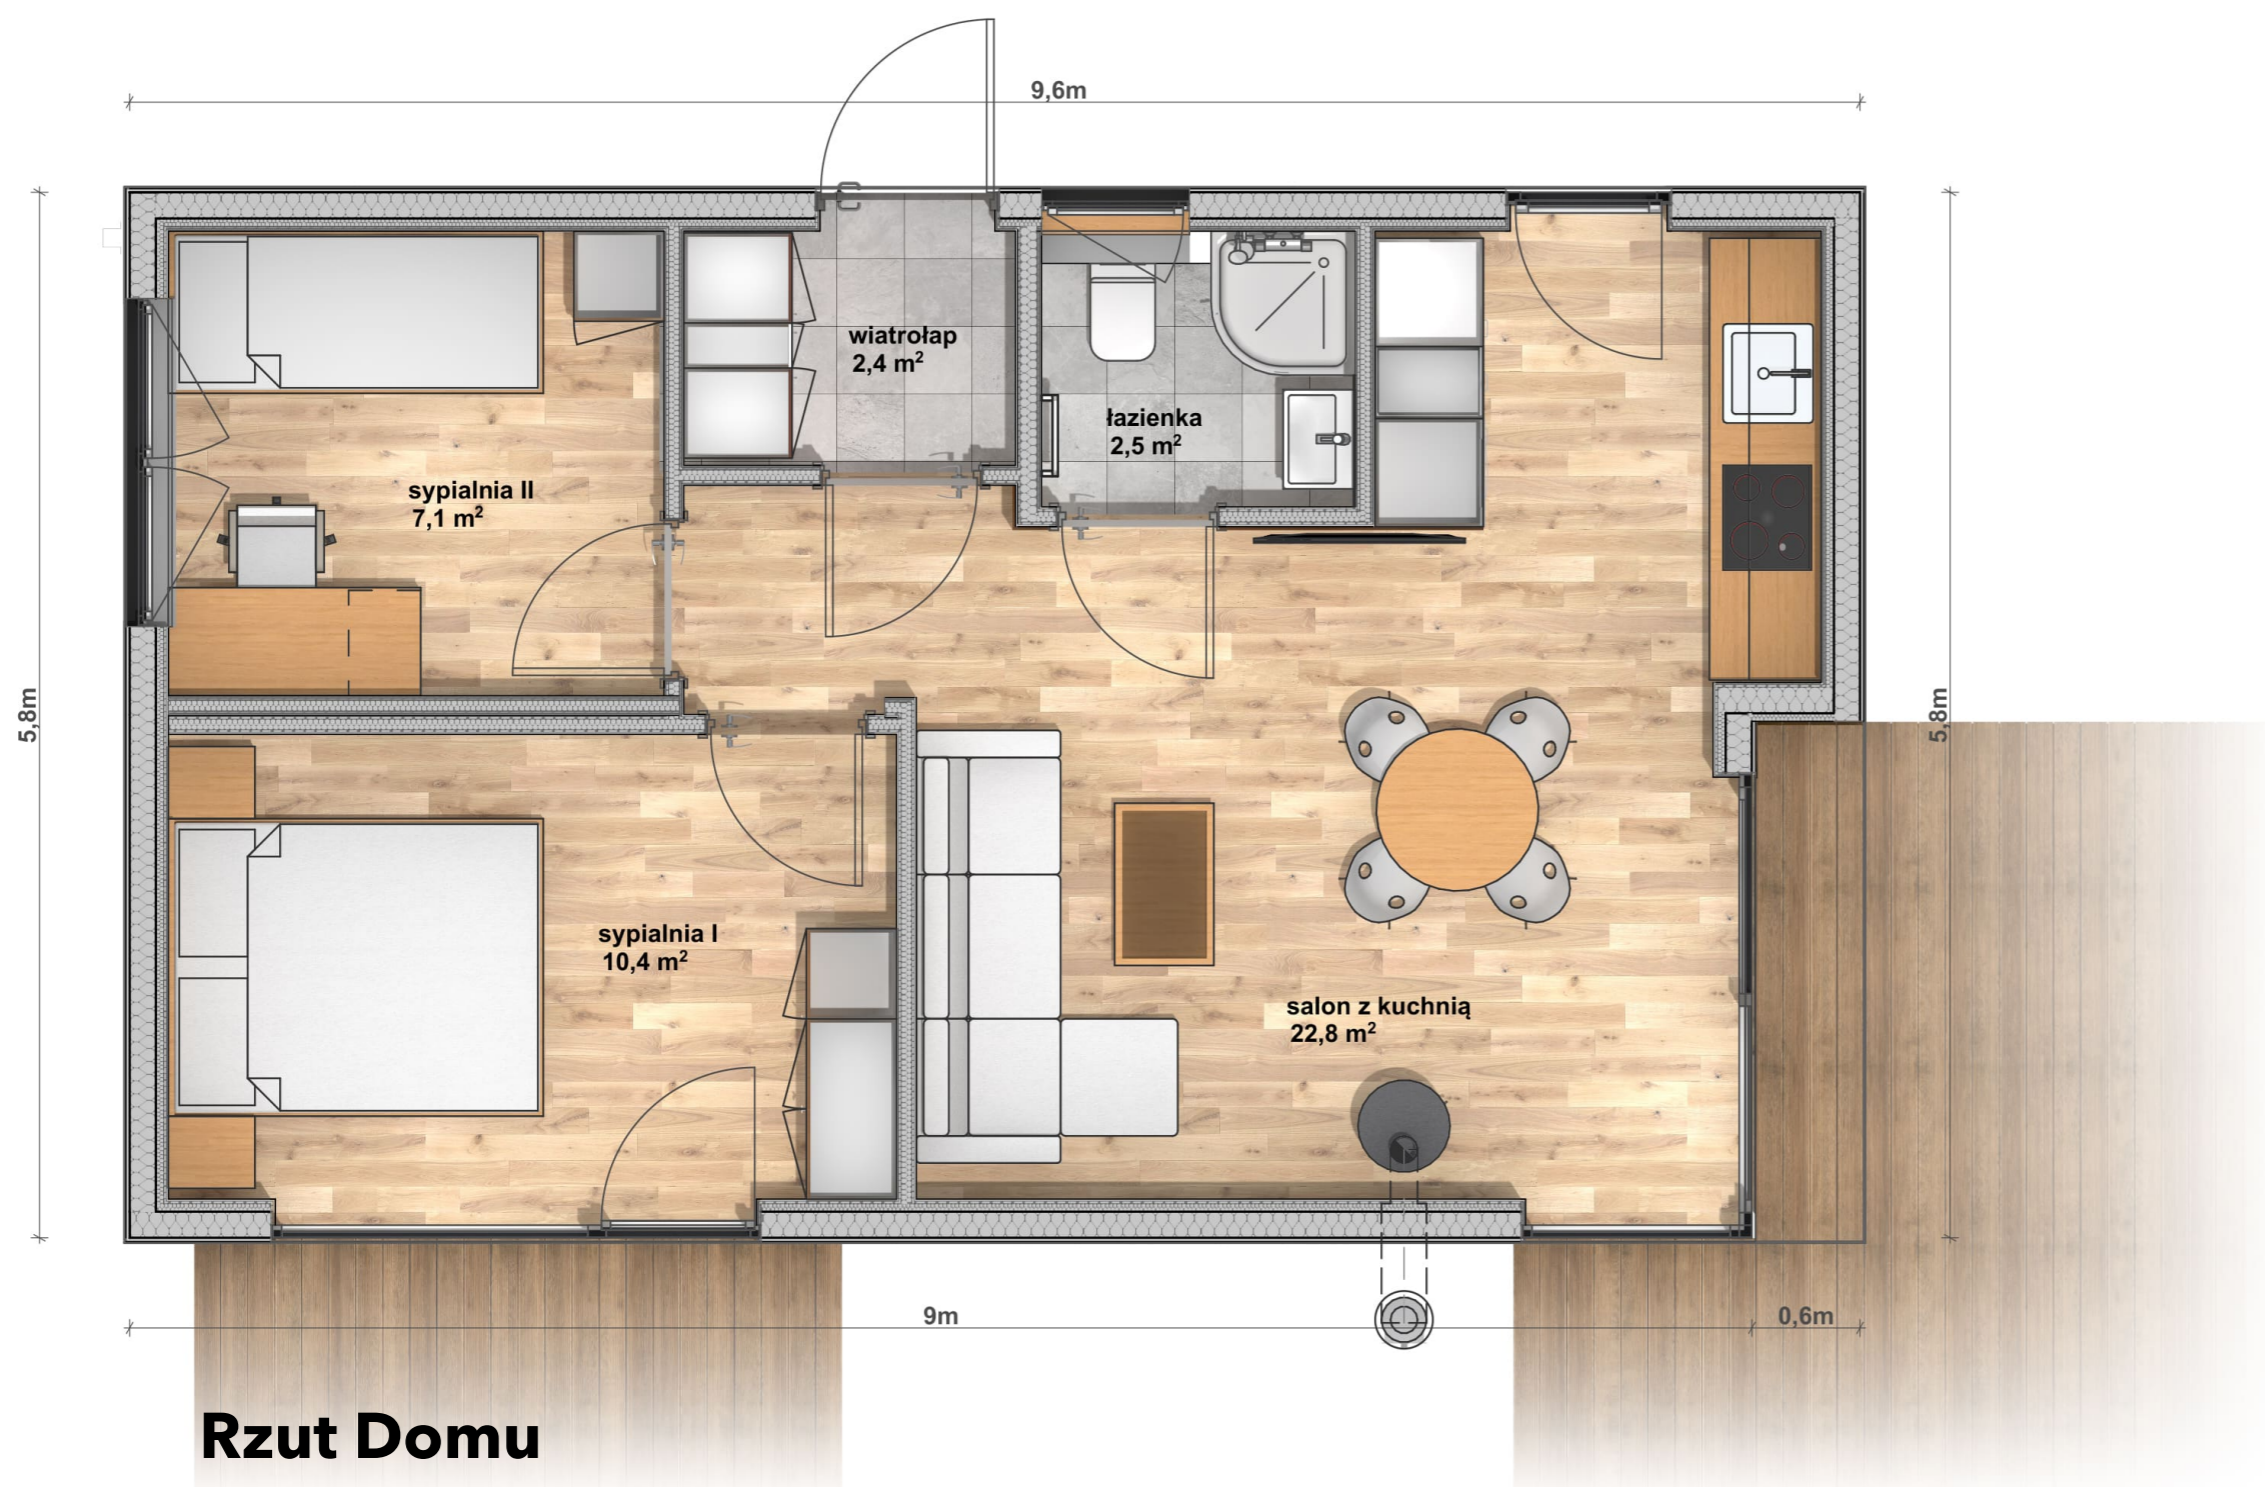 9,6m
wiatrołap
2,4 m²
łazienka
2,5 m²
sypialnia II
7,1 m²
5,8m
5,8m
sypialnia I
10,4 m²
salon z kuchnią
22,8 m²
9m
0,6m
Rzut Domu